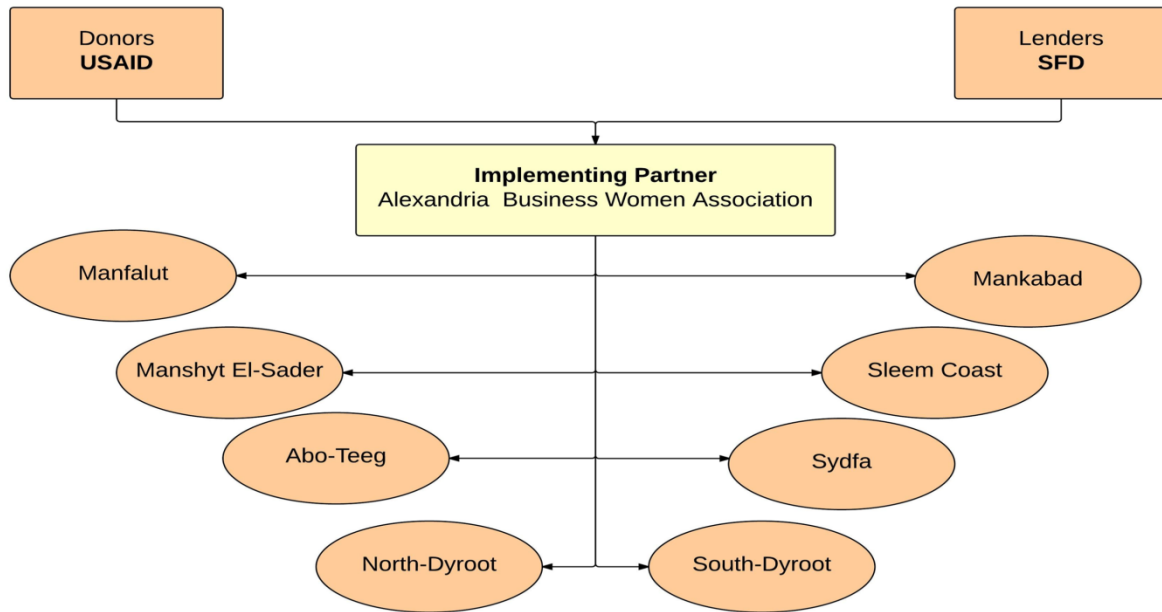 Donors
USAID
Lenders
SFD
Implementing Partner
Alexandria Business Women Association
Manfalut
Mankabad
Manshyt El-Sader
Sleem Coast
Abo-Teeg
Sydfa
North-Dyroot
South-Dyroot